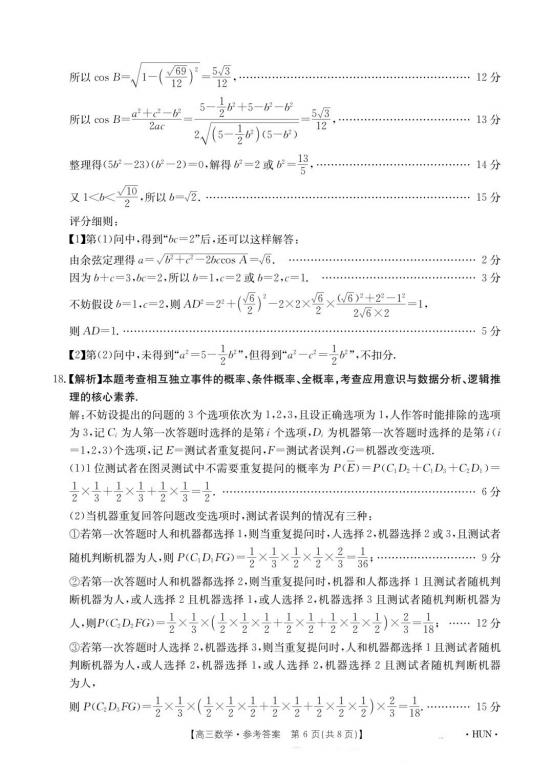 所以 cos B=√(1-(√69/12)²)=5√3/12,…… 12 分
所以 cos B=(a²+c²-b²)/(2ac)=(5-(1/2)b²+5-b²-b²)/(2√((5-(1/2)b²)(5-b²)))=5√3/12,…… 13 分
整理得(5b²-23)(b²-2)=0,解得 b²=2 或 b²=13/5,…… 14 分
又 1<b<√10/2,所以 b=√2. …… 15 分
评分细则:
【1】第(1)问中,得到“bc=2”后,还可以这样解答:
由余弦定理得 a=√(b²+c²-2bccos A)=√6. …… 2 分
因为 b+c=3,bc=2,所以 b=1,c=2 或 b=2,c=1. …… 3 分
不妨假设 b=1,c=2,则 AD²=2²+(√6/2)²-2×2×√6/2×((√6)²+2²-1²)/(2√6×2)=1,
则 AD=1. …… 5 分
【2】第(2)问中,未得到“a²=5-(1/2)b²”,但得到“a²-c²=(1/2)b²”,不扣分.
18.【解析】本题考查相互独立事件的概率、条件概率、全概率,考查应用意识与数据分析、逻辑推
理的核心素养.
解:不妨设提出的问题的 3 个选项依次为 1,2,3,且设正确选项为 1,人作答时能排除的选项
为 3,记 Cᵢ 为人第一次答题时选择的是第 i 个选项,Dᵢ 为机器第一次答题时选择的是第 i(i
=1,2,3)个选项,记 E=测试者重复提问,F=测试者误判,G=机器改变选项.
(1)1 位测试者在图灵测试中不需要重复提问的概率为 P(E̅)=P(C₁D₂+C₁D₃+C₂D₁)=
1/2×1/3+1/2×1/3+1/2×1/3=1/2. …… 6 分
(2)当机器重复回答问题改变选项时,测试者误判的情况有三种:
①若第一次答题时人和机器都选择 1,则当重复提问时,人选择 2,机器选择 2 或 3,且测试者
随机判断机器为人,则 P(C₁D₁FG)=1/2×1/3×1/2×1/2×2/3=1/36; …… 9 分
②若第一次答题时人和机器都选择 2,则当重复提问时,机器和人都选择 1 且测试者随机判
断机器为人,或人选择 2 且机器选择 1,或人选择 2,机器选择 3 且测试者随机判断机器为
人,则P(C₂D₂FG)=1/2×1/3×(1/2×1/2×1/2+1/2×1/2+1/2×1/2×1/2)×2/3=1/18; …… 12 分
③若第一次答题时人选择 2,机器选择 3,则当重复提问时,人和机器都选择 1 且测试者随机
判断机器为人,或人选择 2,机器选择 1,或人选择 2,机器选择 2 且测试者随机判断机器
为人,
则 P(C₂D₃FG)=1/2×1/3×(1/2×1/2×1/2+1/2×1/2+1/2×1/2×1/2)×2/3=1/18. …… 15 分
【高三数学·参考答案 第 6 页(共 8 页)】 ·HUN·